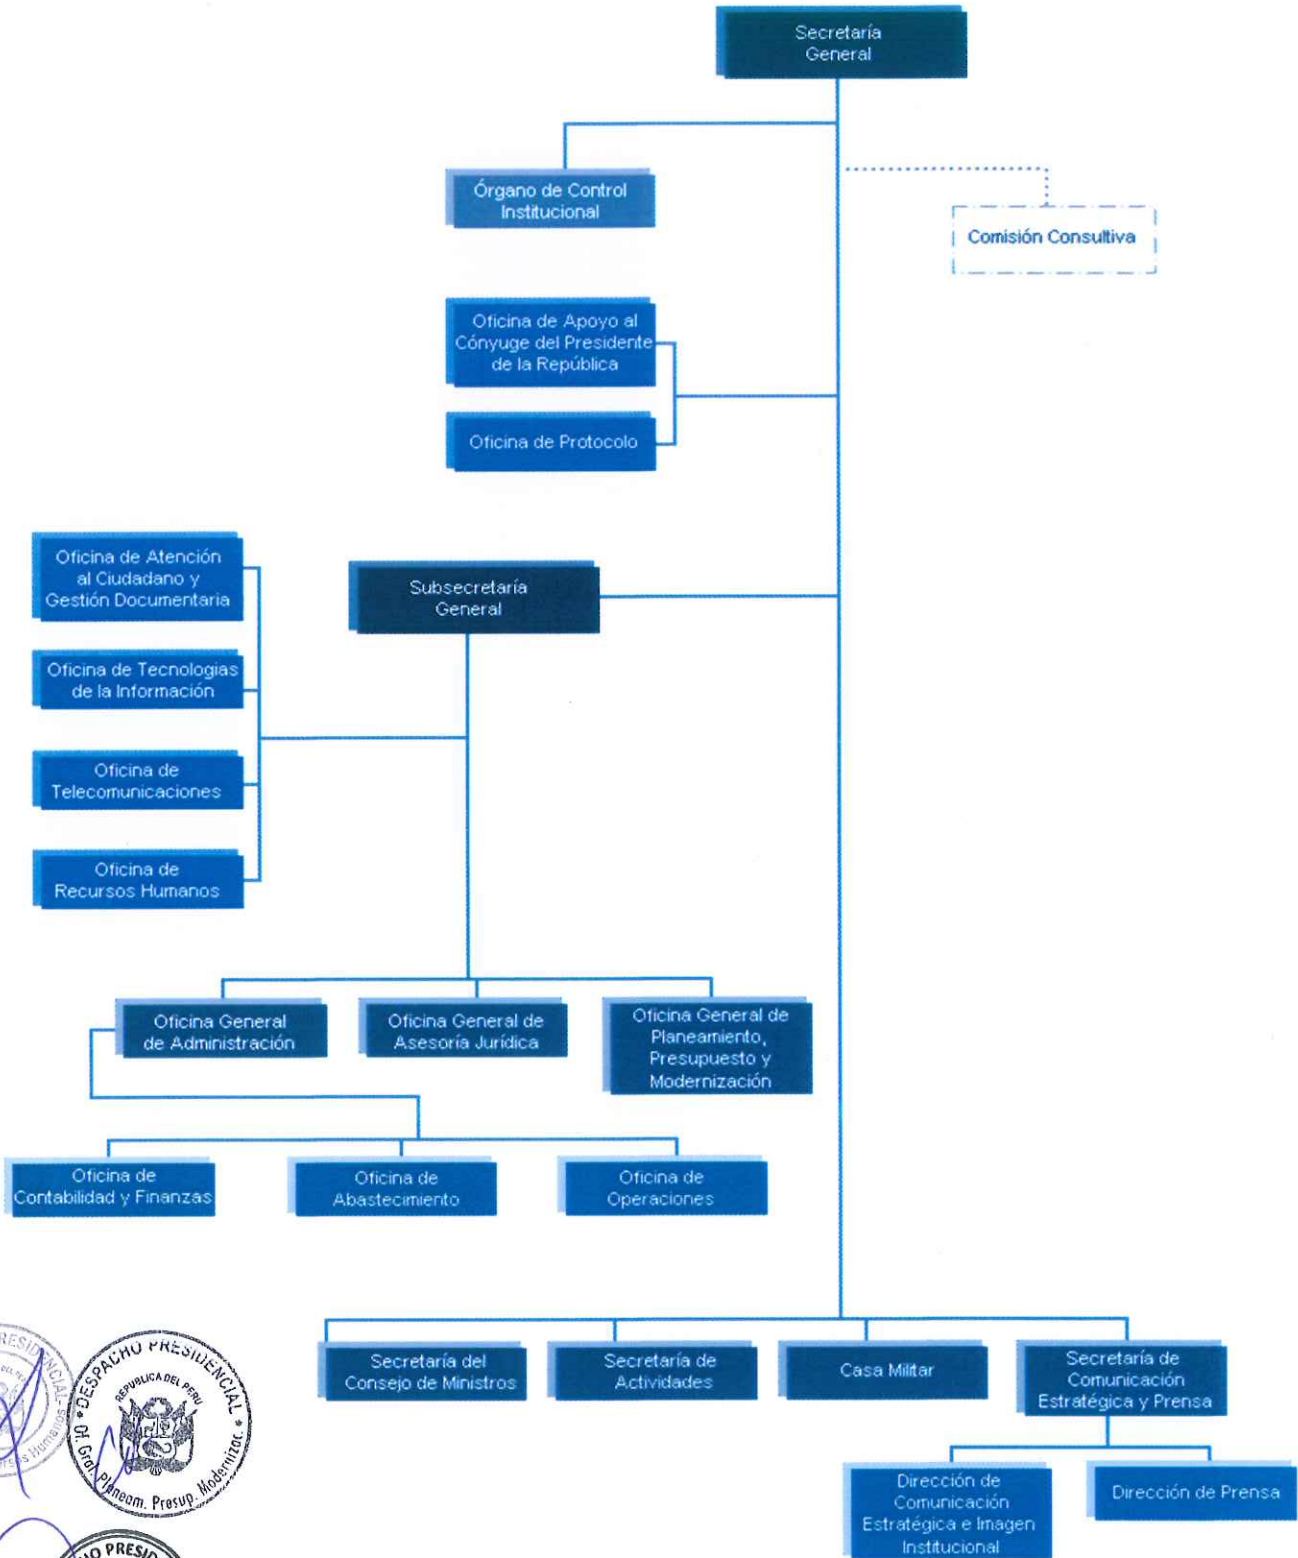 Secretaría
General
Órgano de Control
Institucional
Comisión Consultiva
Oficina de Apoyo al
Cónyuge del Presidente
de la República
Oficina de Protocolo
Oficina de Atención
al Ciudadano y
Gestión Documentaria
Subsecretaría
General
Oficina de Tecnologias
de la Información
Oficina de
Telecomunicaciones
Oficina de
Recursos Humanos
Oficina General
de Administración
Oficina General de
Asesoría Jurídica
Oficina General de
Planeamiento,
Presupuesto y
Modernización
Oficina de
Contabilidad y Finanzas
Oficina de
Abastecimiento
Oficina de
Operaciones
Secretaría del
Consejo de Ministros
Secretaría de
Actividades
Casa Militar
Secretaría de
Comunicación
Estratégica y Prensa
Dirección de
Comunicación
Estratégica e Imagen
Institucional
Dirección de Prensa
DESPACHO PRESIDENCIAL
REPUBLICA DEL PERU
Of. Gral. Planeam. Presup. Modernizac.